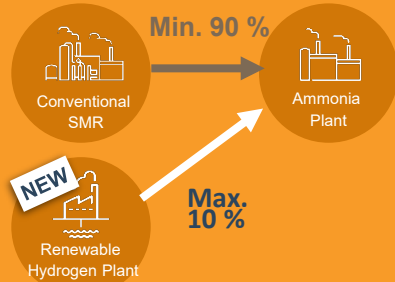 Min. 90 %
Conventional
SMR
Ammonia
Plant
NEW
Max.
10 %
Renewable
Hydrogen Plant